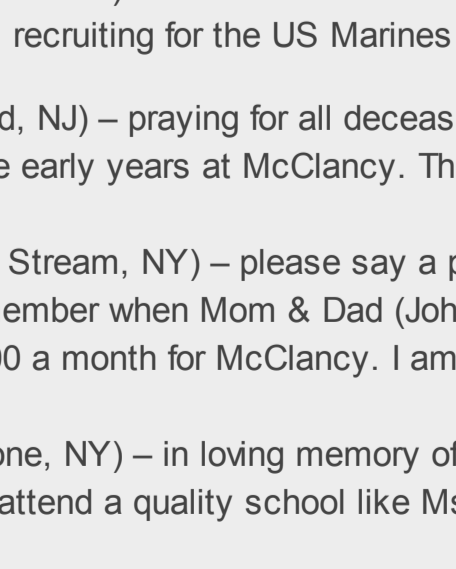 recruiting for the US Marines
d, NJ) – praying for all deceas
e early years at McClancy. Th
Stream, NY) – please say a p
ember when Mom & Dad (Joh
00 a month for McClancy. I am
one, NY) – in loving memory of
attend a quality school like Ms